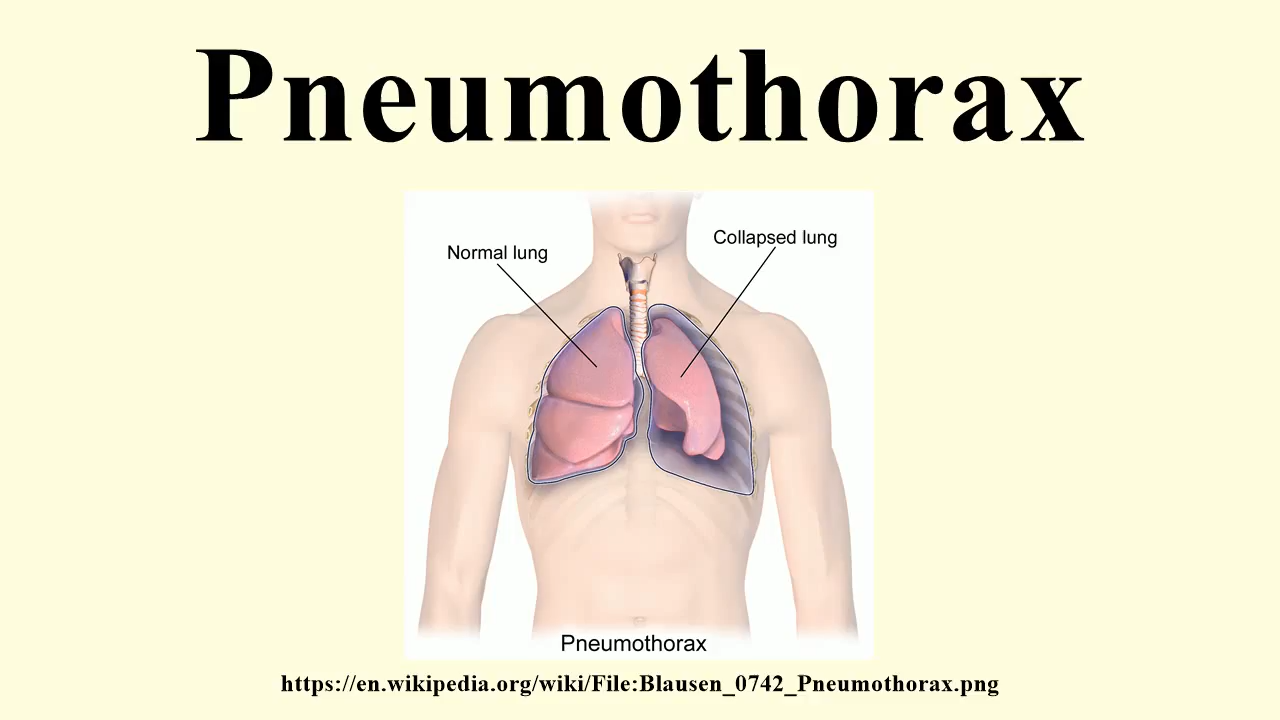 Pneumothorax
Normal lung
Collapsed lung
Pneumothorax
https://en.wikipedia.org/wiki/File:Blausen_0742_Pneumothorax.png